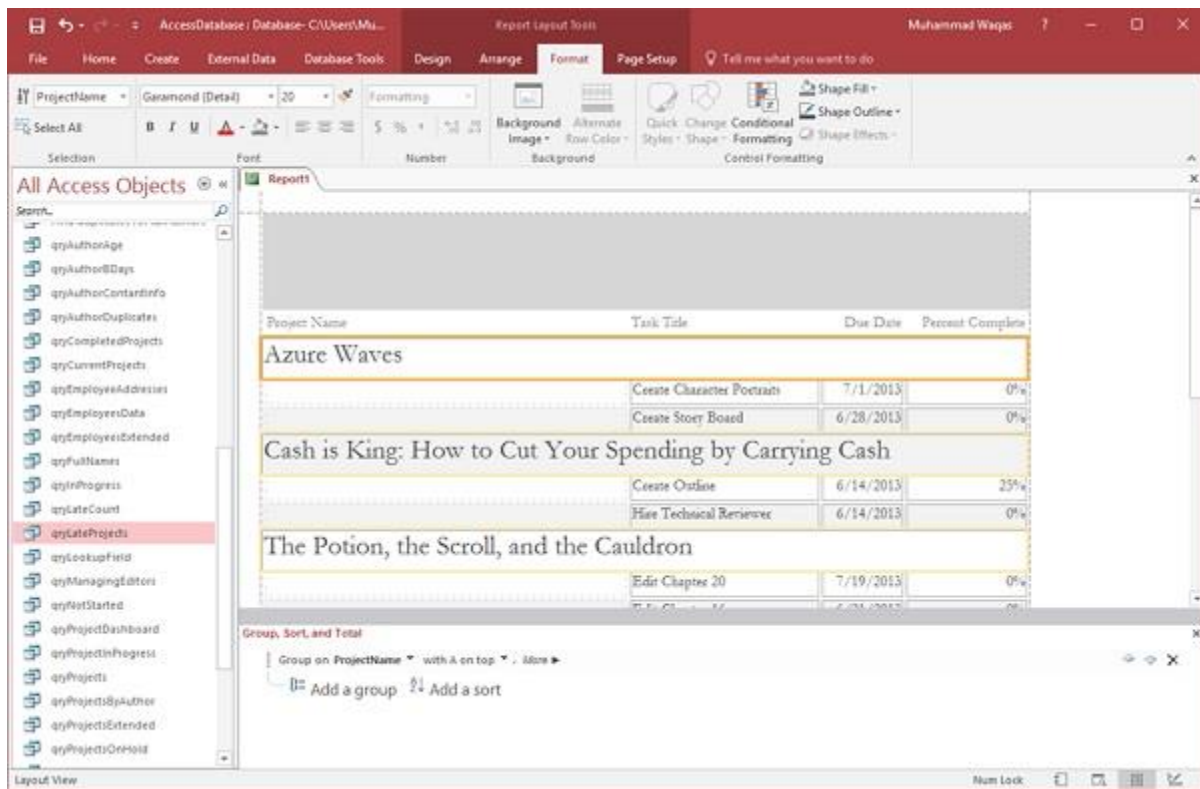 AccessDatabase : Database- C:\Users\Mu... Report Layout Tools Muhammad Waqas ?
File Home Create External Data Database Tools Design Arrange Format Page Setup Tell me what you want to do
ProjectName Garamond (Detail) 20 Formatting Shape Fill
Select All B I U $ % Background Image Alternate Row Color Quick Styles Change Shape Conditional Formatting Shape Outline
Shape Effects
Selection Font Number Background Control Formatting
All Access Objects
Search...
qryAuthorAge
qryAuthorBDays
qryAuthorContantInfo
qryAuthorDuplicates
qryCompletedProjects
qryCurrentProjects
qryEmployeeAddresses
qryEmployeesData
qryEmployeesExtended
qryFullNames
qryInProgress
qryLateCount
qryLateProjects
qryLookupField
qryManagingEditors
qryNotStarted
qryProjectDashboard
qryProjectInProgress
qryProjects
qryProjectsByAuthor
qryProjectsExtended
qryProjectsOnHold
Report1
Project Name Task Title Due Date Percent Complete
Azure Waves
Create Character Portraits 7/1/2013 0%
Create Story Board 6/28/2013 0%
Cash is King: How to Cut Your Spending by Carrying Cash
Create Outline 6/14/2013 25%
Hire Technical Reviewer 6/14/2013 0%
The Potion, the Scroll, and the Cauldron
Edit Chapter 20 7/19/2013 0%
Group, Sort, and Total
Group on ProjectName with A on top , More
Add a group Add a sort
Layout View Num Lock